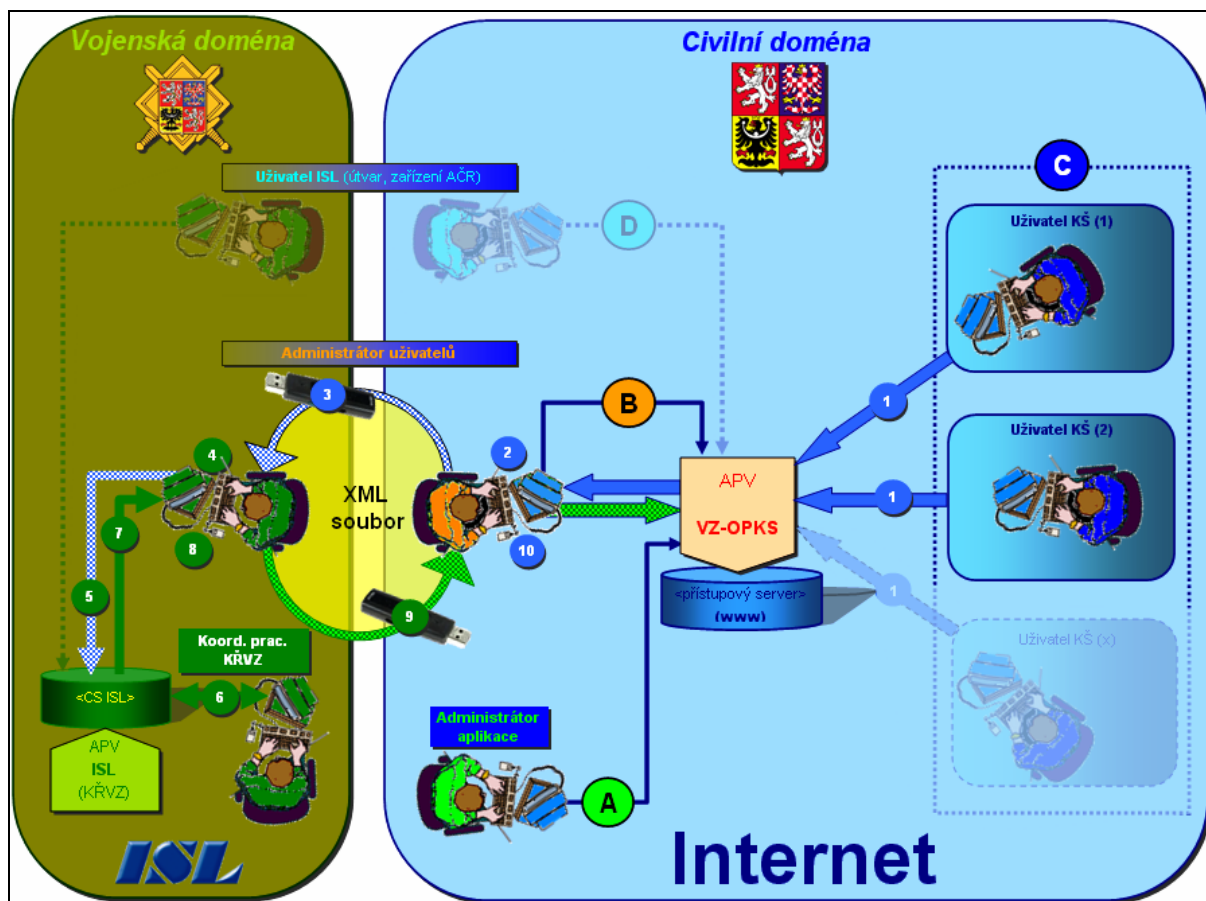 Vojenská doména
Civilní doména
Uživatel ISL (útvar, zařízení AČR)
C
D
Uživatel KŠ (1)
Administrátor uživatelů
3
B
1
Uživatel KŠ (2)
4
2
XML
soubor
APV
VZ-OPKS
1
7
8
10
5
9
<přístupový server>
(www)
1
Uživatel KŠ (x)
Koord. prac.
KŘVZ
<CS ISL>
6
Administrátor
aplikace
APV
ISL
(KŘVZ)
A
ISL
Internet